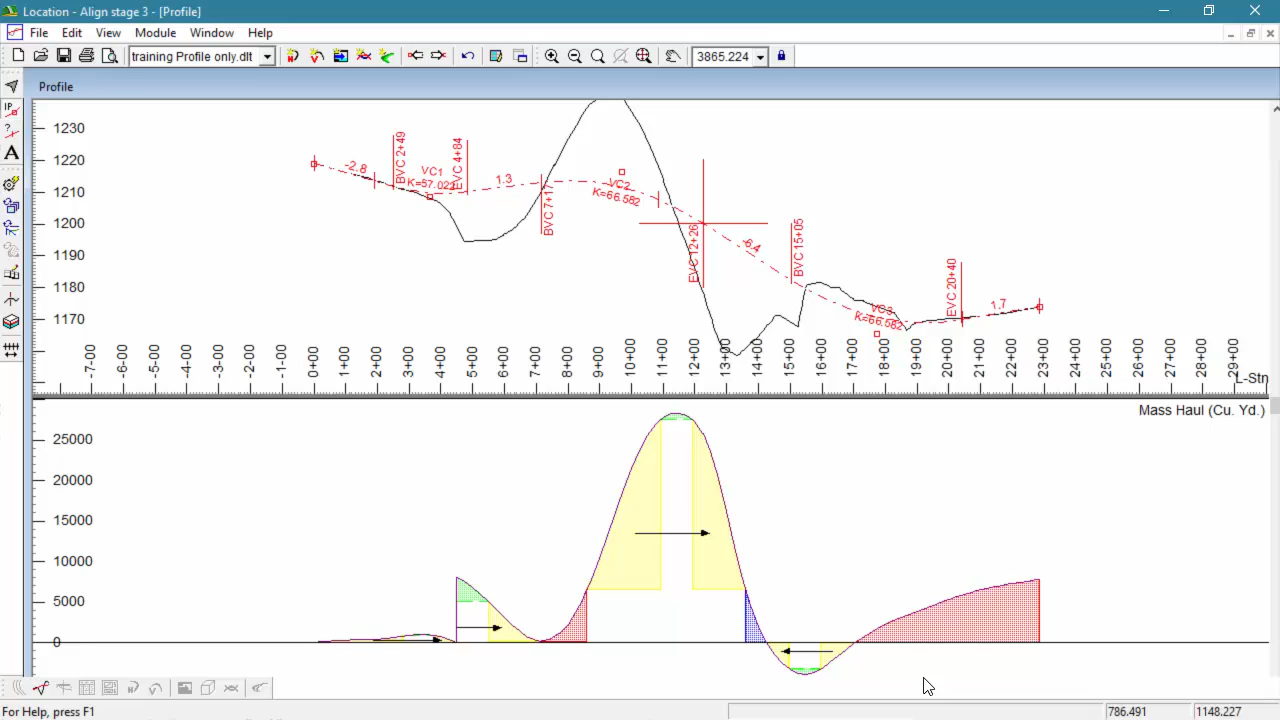 Location - Align stage 3 - [Profile]
File Edit View Module Window Help
training Profile only.dlt 3865.224
Profile
1230
1220
1210
1200
1190
1180
1170
-2.8
BVC 2+49
VC1
K=57.022
EVC 4+84
1.3
BVC 7+17
VC2
K=66.582
EVC 12+26
-6.4
BVC 15+05
VC3
K=66.582
EVC 20+40
1.7
-7+00 -6+00 -5+00 -4+00 -3+00 -2+00 -1+00 0+00 1+00 2+00 3+00 4+00 5+00 6+00 7+00 8+00 9+00 10+00 11+00 12+00 13+00 14+00 15+00 16+00 17+00 18+00 19+00 20+00 21+00 22+00 23+00 24+00 25+00 26+00 27+00 28+00 29+00
L-Stn
Mass Haul (Cu. Yd.)
25000
20000
15000
10000
5000
0
For Help, press F1 786.491 1148.227